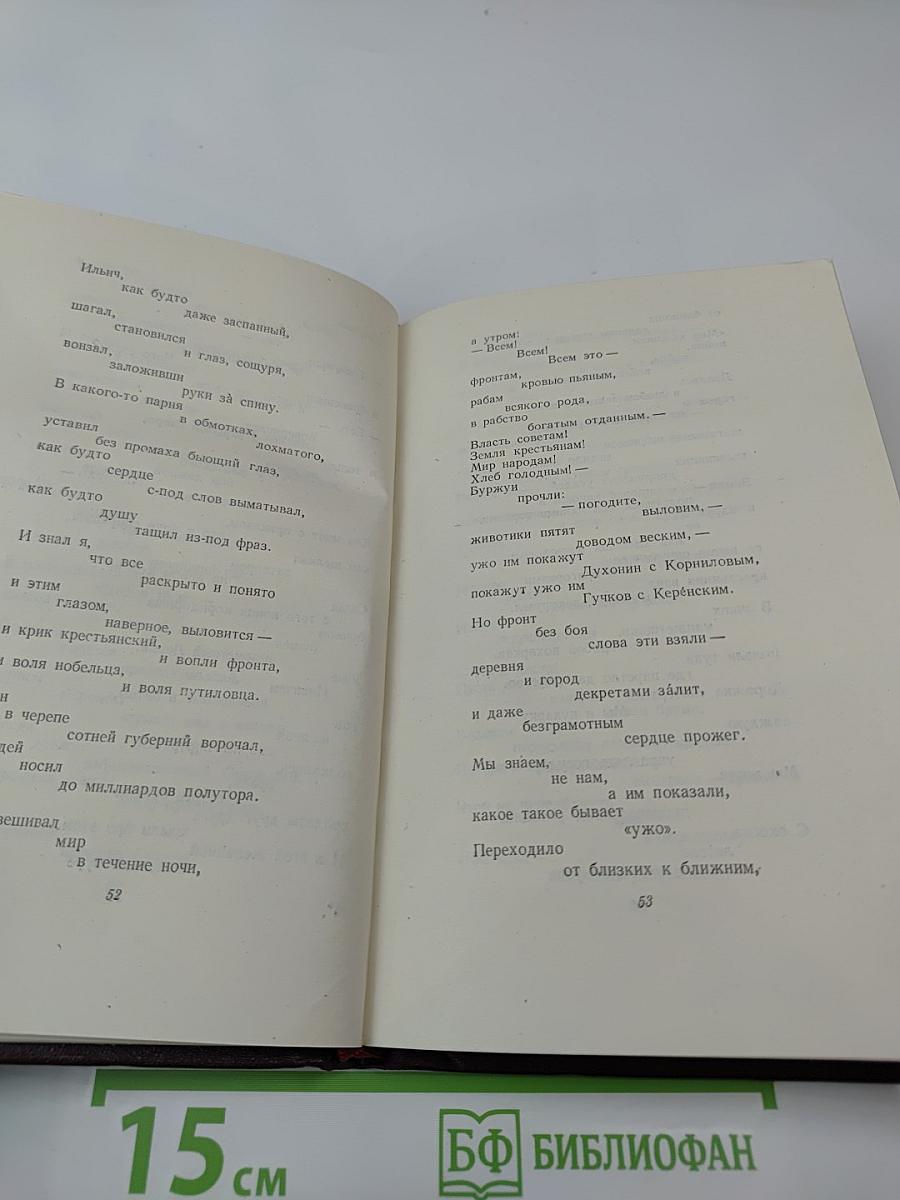 Ильич,
как будто
даже заспанный,
шагал,
становился
и глаз, сощуря,
вонзал,
заложивши
руки за̀ спину.
В какого-то парня
в обмотках,
лохматого,
уставил
без промаха бьющий глаз,
как будто
сердце
с-под слов выматывал,
как будто
душу
тащил из-под фраз.
И знал я,
что все
раскрыто и понято
и этим
глазом,
наверное, выловится —
и крик крестьянский,
и вопли фронта,
и воля нобельца,
и воля путиловца.
н
в черепе
сотней губерний ворочал,
дей
носил
до миллиардов полутора.
вешивал
мир
в течение ночи,
52
а утром:
— Всем!
Всем!
Всем это —
фронтам,
кровью пьяным,
рабам
всякого рода,
в рабство
богатым отданным. —
Власть советам!
Земля крестьянам!
Мир народам!
Хлеб голодным! —
Буржуи
прочли:
— погодите,
выловим, —
животики пятят
доводом веским, —
ужо им покажут
Духонин с Корниловым,
покажут ужо им
Гучков с Кере́нским.
Но фронт
без боя
слова эти взяли —
деревня
и город
декретами за́лит,
и даже
безграмотным
сердце прожег.
Мы знаем,
не нам,
а им показали,
какое такое бывает
«ужо».
Переходило
от близких к ближним,
53
15 см
БФ БИБЛИОФАН